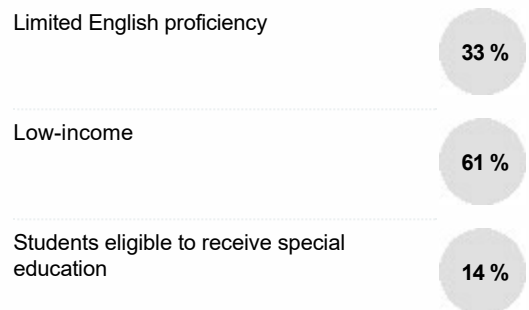 Limited English proficiency
33 %
Low-income
61 %
Students eligible to receive special
education
14 %